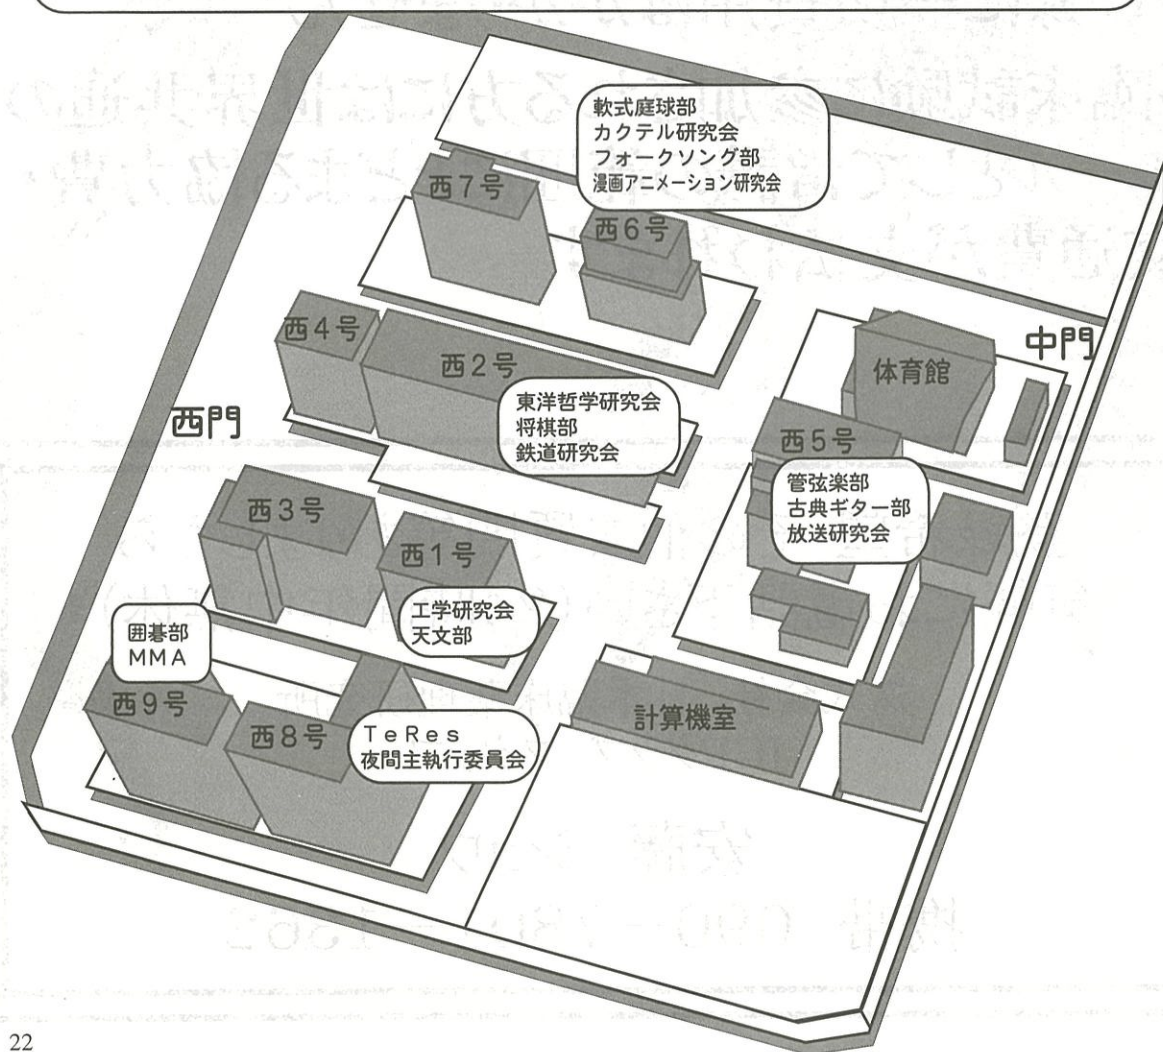 軟式庭球部
カクテル研究会
フォークソング部
漫画アニメーション研究会
西7号
西6号
西4号
西2号
東洋哲学研究会
将棋部
鉄道研究会
西門
体育館
中門
西5号
管弦楽部
古典ギター部
放送研究会
西3号
西1号
工学研究会
天文部
囲碁部
MMA
西9号
西8号
TeRes
夜間主執行委員会
計算機室
22